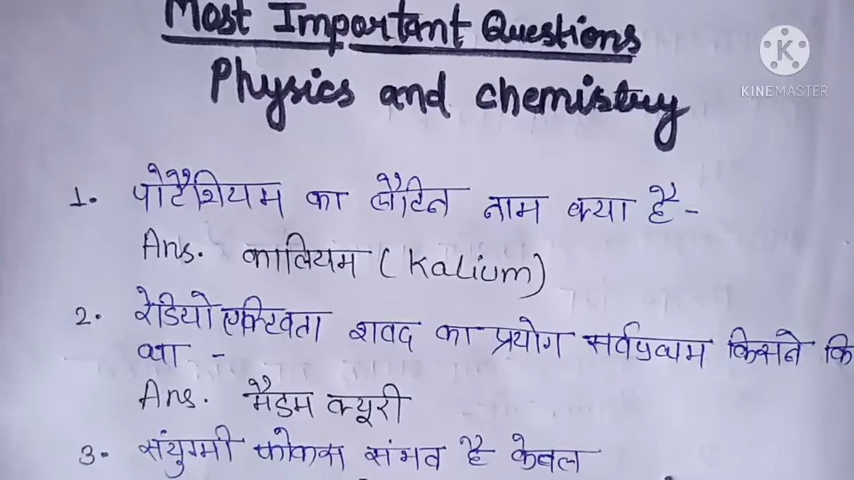 Most Important Questions
Physics and chemistry
KINEMASTER
1. पोटैशियम का लैटिन नाम क्या है -
Ans. कालियम ( Kalium )
2. रेडियोएक्टिवता शवद का प्रयोग सर्वप्रथम किसने कि
था -
Ans. मैडम क्यूरी
3. संयुग्मी फोकस संभव है केवल